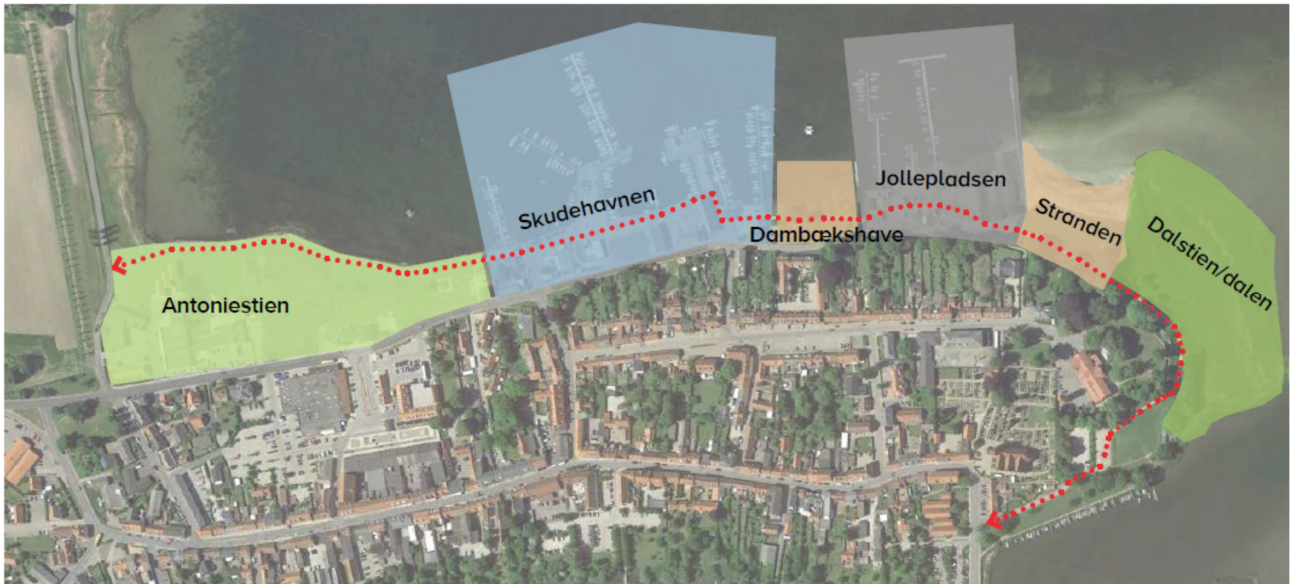 Antoniestien
Skudehavnen
Dambækshave
Jollepladsen
Stranden
Dalstien/dalen